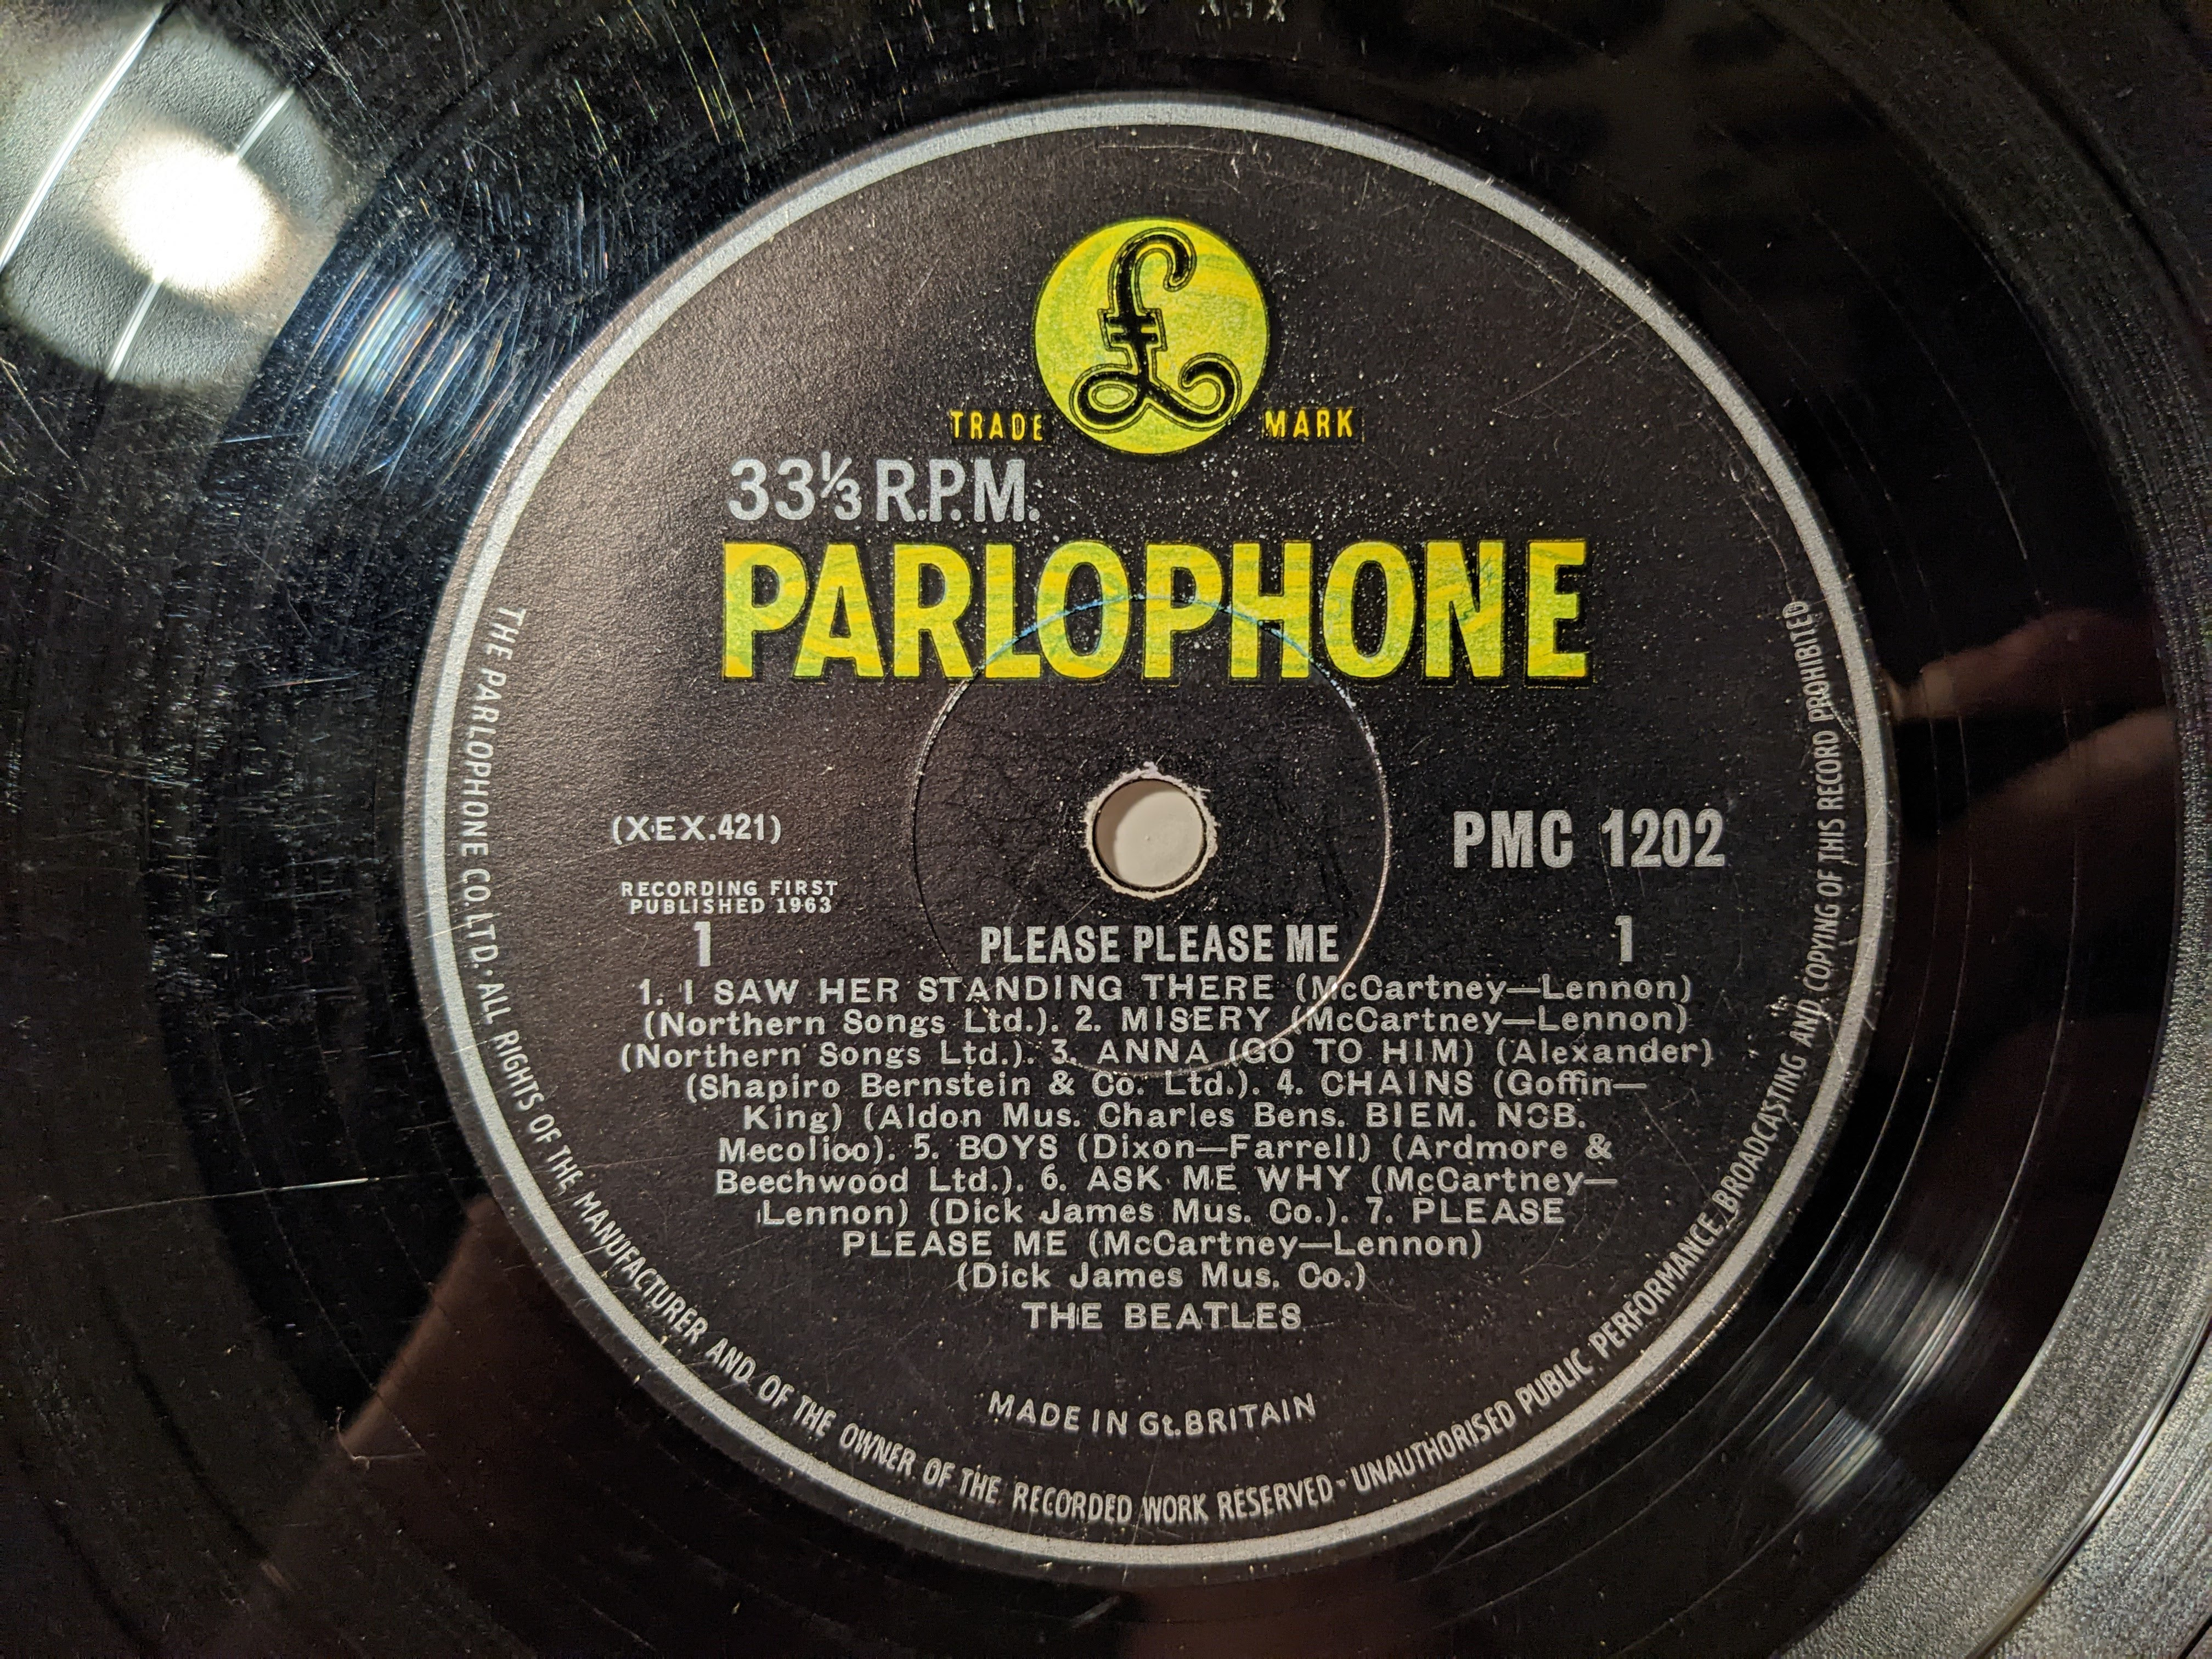 £
TRADE MARK
33⅓ R.P.M.
PARLOPHONE
(XEX.421)
PMC 1202
RECORDING FIRST
PUBLISHED 1963
1 PLEASE PLEASE ME 1
1. I SAW HER STANDING THERE (McCartney—Lennon)
(Northern Songs Ltd.). 2. MISERY (McCartney—Lennon)
(Northern Songs Ltd.). 3. ANNA (GO TO HIM) (Alexander)
(Shapiro Bernstein & Co. Ltd.). 4. CHAINS (Goffin—
King) (Aldon Mus. Charles Bens. BIEM. NCB.
Mecolico). 5. BOYS (Dixon—Farrell) (Ardmore &
Beechwood Ltd.). 6. ASK ME WHY (McCartney—
Lennon) (Dick James Mus. Co.). 7. PLEASE
PLEASE ME (McCartney—Lennon)
(Dick James Mus. Co.)
THE BEATLES
MADE IN Gt.BRITAIN
THE PARLOPHONE CO. LTD. · ALL RIGHTS OF THE MANUFACTURER AND OF THE OWNER OF THE RECORDED WORK RESERVED · UNAUTHORISED PUBLIC PERFORMANCE, BROADCASTING AND COPYING OF THIS RECORD PROHIBITED